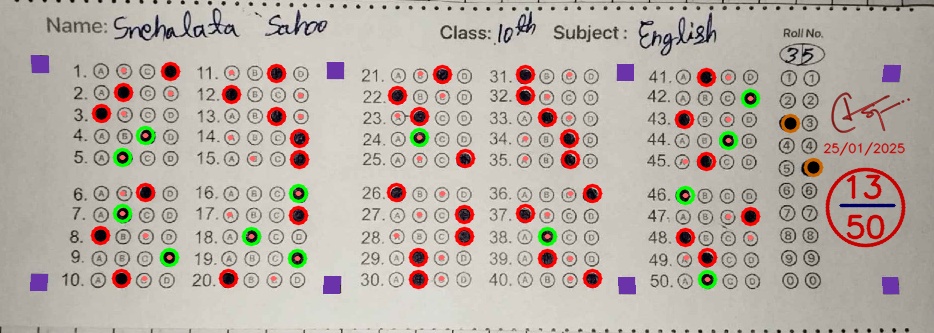 Name: Snehalata Sahoo Class: 10th Subject: English Roll No.
35
1. A B C 11. A B D 21. A B D 31. B C D 41. A C D 1 1
2. A C D 12. B C D 22. B C D 32. B C D 42. A B C 2 2
3. B C D 13. A B D 23. A C D 33. A C D 43. B C D 3
4. A B D 14. A B C 24. A C D 34. A B D 44. A B D 4 4
5. A C D 15. A B C 25. A B C 35. A B D 45. A C D 5
6. A B D 16. A B C 26. B C D 36. A B C 46. B C D 6 6
7. A C D 17. A B C 27. A B C 37. B C D 47. A B C 7 7
8. B C D 18. A C D 28. A B C 38. A C D 48. B C D 8 8
9. A B C 19. A B C 29. A C D 39. A C D 49. A C D 9 9
10. A C D 20. B C D 30. A C D 40. A B C 50. A C D 0 0
25/01/2025
13
50